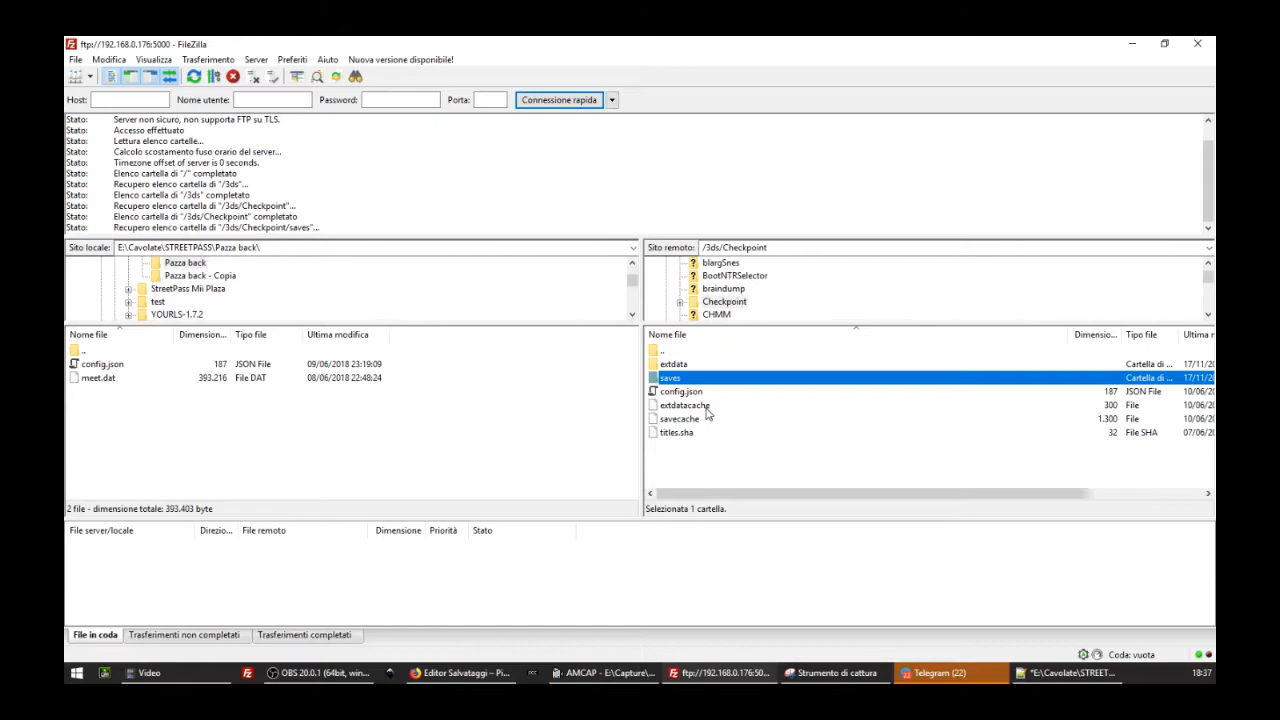 ftp://192.168.0.176:5000 - FileZilla
File Modifica Visualizza Trasferimento Server Preferiti Aiuto Nuova versione disponibile!
Host: Nome utente: Password: Porta: Connessione rapida
Stato: Server non sicuro, non supporta FTP su TLS.
Stato: Accesso effettuato
Stato: Lettura elenco cartelle...
Stato: Calcolo scostamento fuso orario del server...
Stato: Timezone offset of server is 0 seconds.
Stato: Elenco cartella di "/" completato
Stato: Recupero elenco cartella di "/3ds"...
Stato: Elenco cartella di "/3ds" completato
Stato: Recupero elenco cartella di "/3ds/Checkpoint"...
Stato: Elenco cartella di "/3ds/Checkpoint" completato
Stato: Recupero elenco cartella di "/3ds/Checkpoint/saves"...
Sito locale: E:\Cavolate\STREETPASS\Pazza back\
Pazza back
Pazza back - Copia
StreetPass Mii Plaza
test
YOURLS-1.7.2
Nome file Dimension... Tipo file Ultima modifica
..
config.json 187 JSON File 09/06/2018 23:19:09
meet.dat 393.216 File DAT 08/06/2018 22:48:24
2 file - dimensione totale: 393.403 byte
Sito remoto: /3ds/Checkpoint
blargSnes
BootNTRSelector
braindump
Checkpoint
CHMM
Nome file Dimensio... Tipo file Ultima m
..
extdata Cartella di ... 17/11/20
saves Cartella di ... 17/11/20
config.json 187 JSON File 10/06/20
extdatacache 300 File 10/06/20
savecache 1.300 File 10/06/20
titles.sha 32 File SHA 07/06/20
Selezionata 1 cartella.
File server/locale Direzio... File remoto Dimensione Priorità Stato
File in coda Trasferimenti non completati Trasferimenti completati
Coda: vuota
Video OBS 20.0.1 (64bit, win... Editor Salvataggi – Pi... AMCAP - E:\Capture\... ftp://192.168.0.176:50... Strumento di cattura Telegram (22) *E:\Cavolate\STREET... 18:37